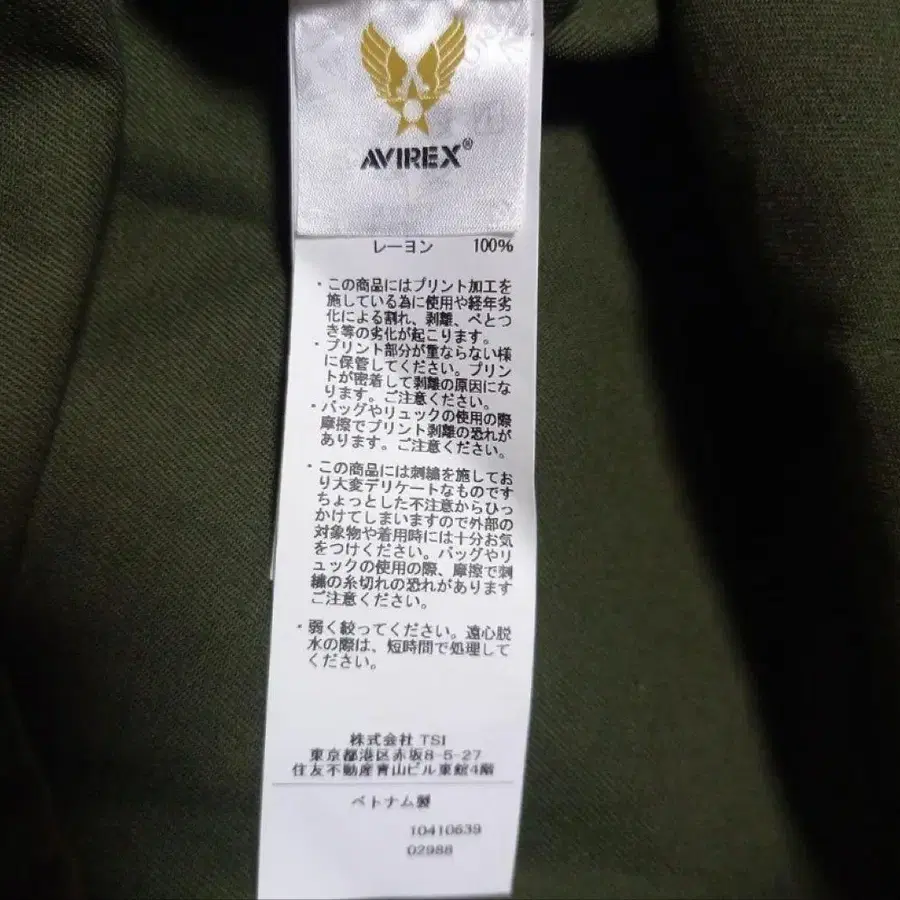 AVIREX®
レーヨン 100%
・この商品にはプリント加工を
施している為に使用や経年劣
化による割れ、剥離、べとつ
き等の劣化が起こります。
・プリント部分が重ならない様
に保管してください。プリン
トが密着して剥離の原因にな
ります。ご注意ください。
・バッグやリュックの使用の際
摩擦でプリント剥離の恐れが
あります。ご注意ください。
・この商品には刺繍を施してお
り大変デリケートなものです
ちょっとした不注意からひっ
かけてしまいますので外部の
対象物や着用時には十分お気
をつけください。バッグやリ
ュックの使用の際、摩擦で刺
繍の糸切れの恐れがあります
ご注意ください。
・弱く絞ってください。遠心脱
水の際は、短時間で処理して
ください。
株式会社 TSI
東京都港区赤坂8-5-27
住友不動産青山ビル東館4階
ベトナム製
10410639
02988